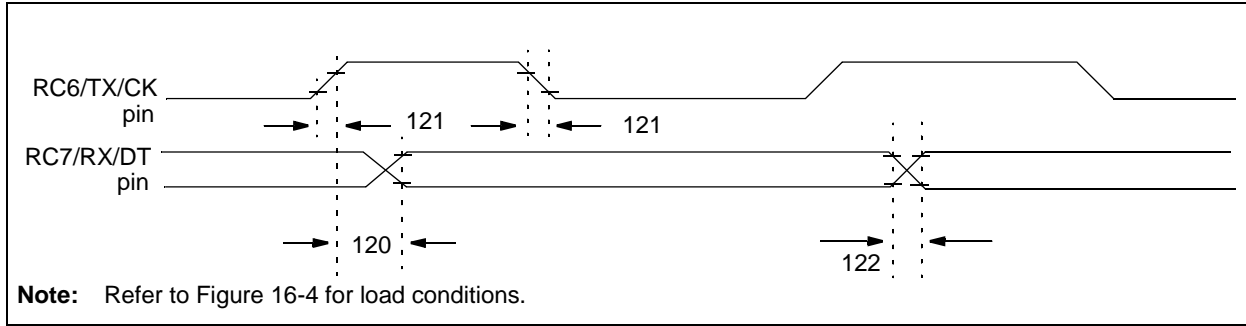 RC6/TX/CK
pin
121
121
RC7/RX/DT
pin
120
122
Note: Refer to Figure 16-4 for load conditions.